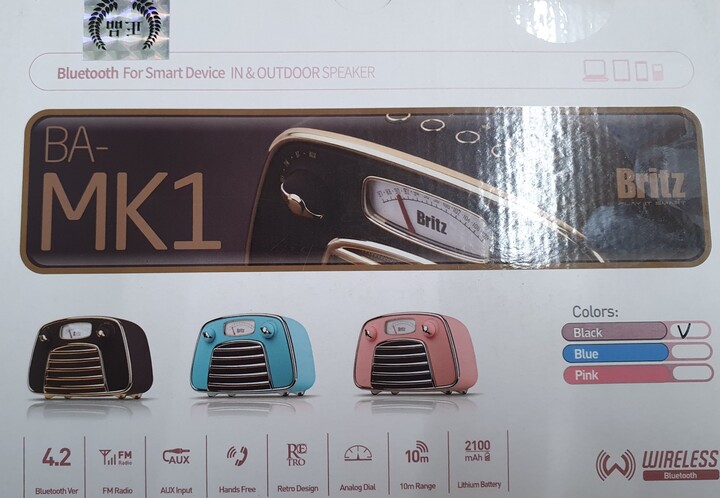 Bluetooth For Smart Device IN & OUTDOOR SPEAKER
BA-
MK1
Britz
Britz
Britz
Britz
Colors:
Black V
Blue
Pink
4.2
Bluetooth Ver
FM
Radio
FM Radio
AUX
AUX Input
Hands Free
RE
TRO
Retro Design
Analog Dial
10m
10m Range
2100
mAh
Lithium Battery
WIRELESS
Bluetooth